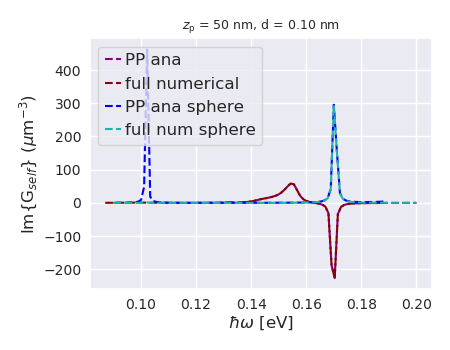 zp = 50 nm, d = 0.10 nm
Im{Gself} (μm⁻³)
400
300
200
100
0
−100
−200
PP ana
full numerical
PP ana sphere
full num sphere
0.10 0.12 0.14 0.16 0.18 0.20
ℏω [eV]